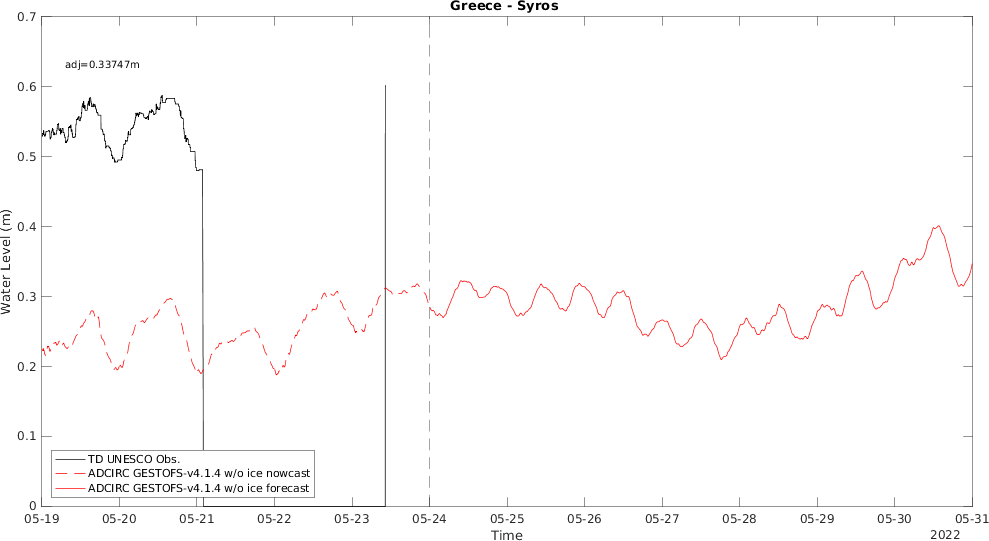 Greece - Syros
0.7
adj=0.33747m
0.6
0.5
0.4
Water Level (m)
0.3
0.2
0.1
TD UNESCO Obs.
ADCIRC GESTOFS-v4.1.4 w/o ice nowcast
ADCIRC GESTOFS-v4.1.4 w/o ice forecast
0
05-19 05-20 05-21 05-22 05-23 05-24 05-25 05-26 05-27 05-28 05-29 05-30 05-31
Time
2022